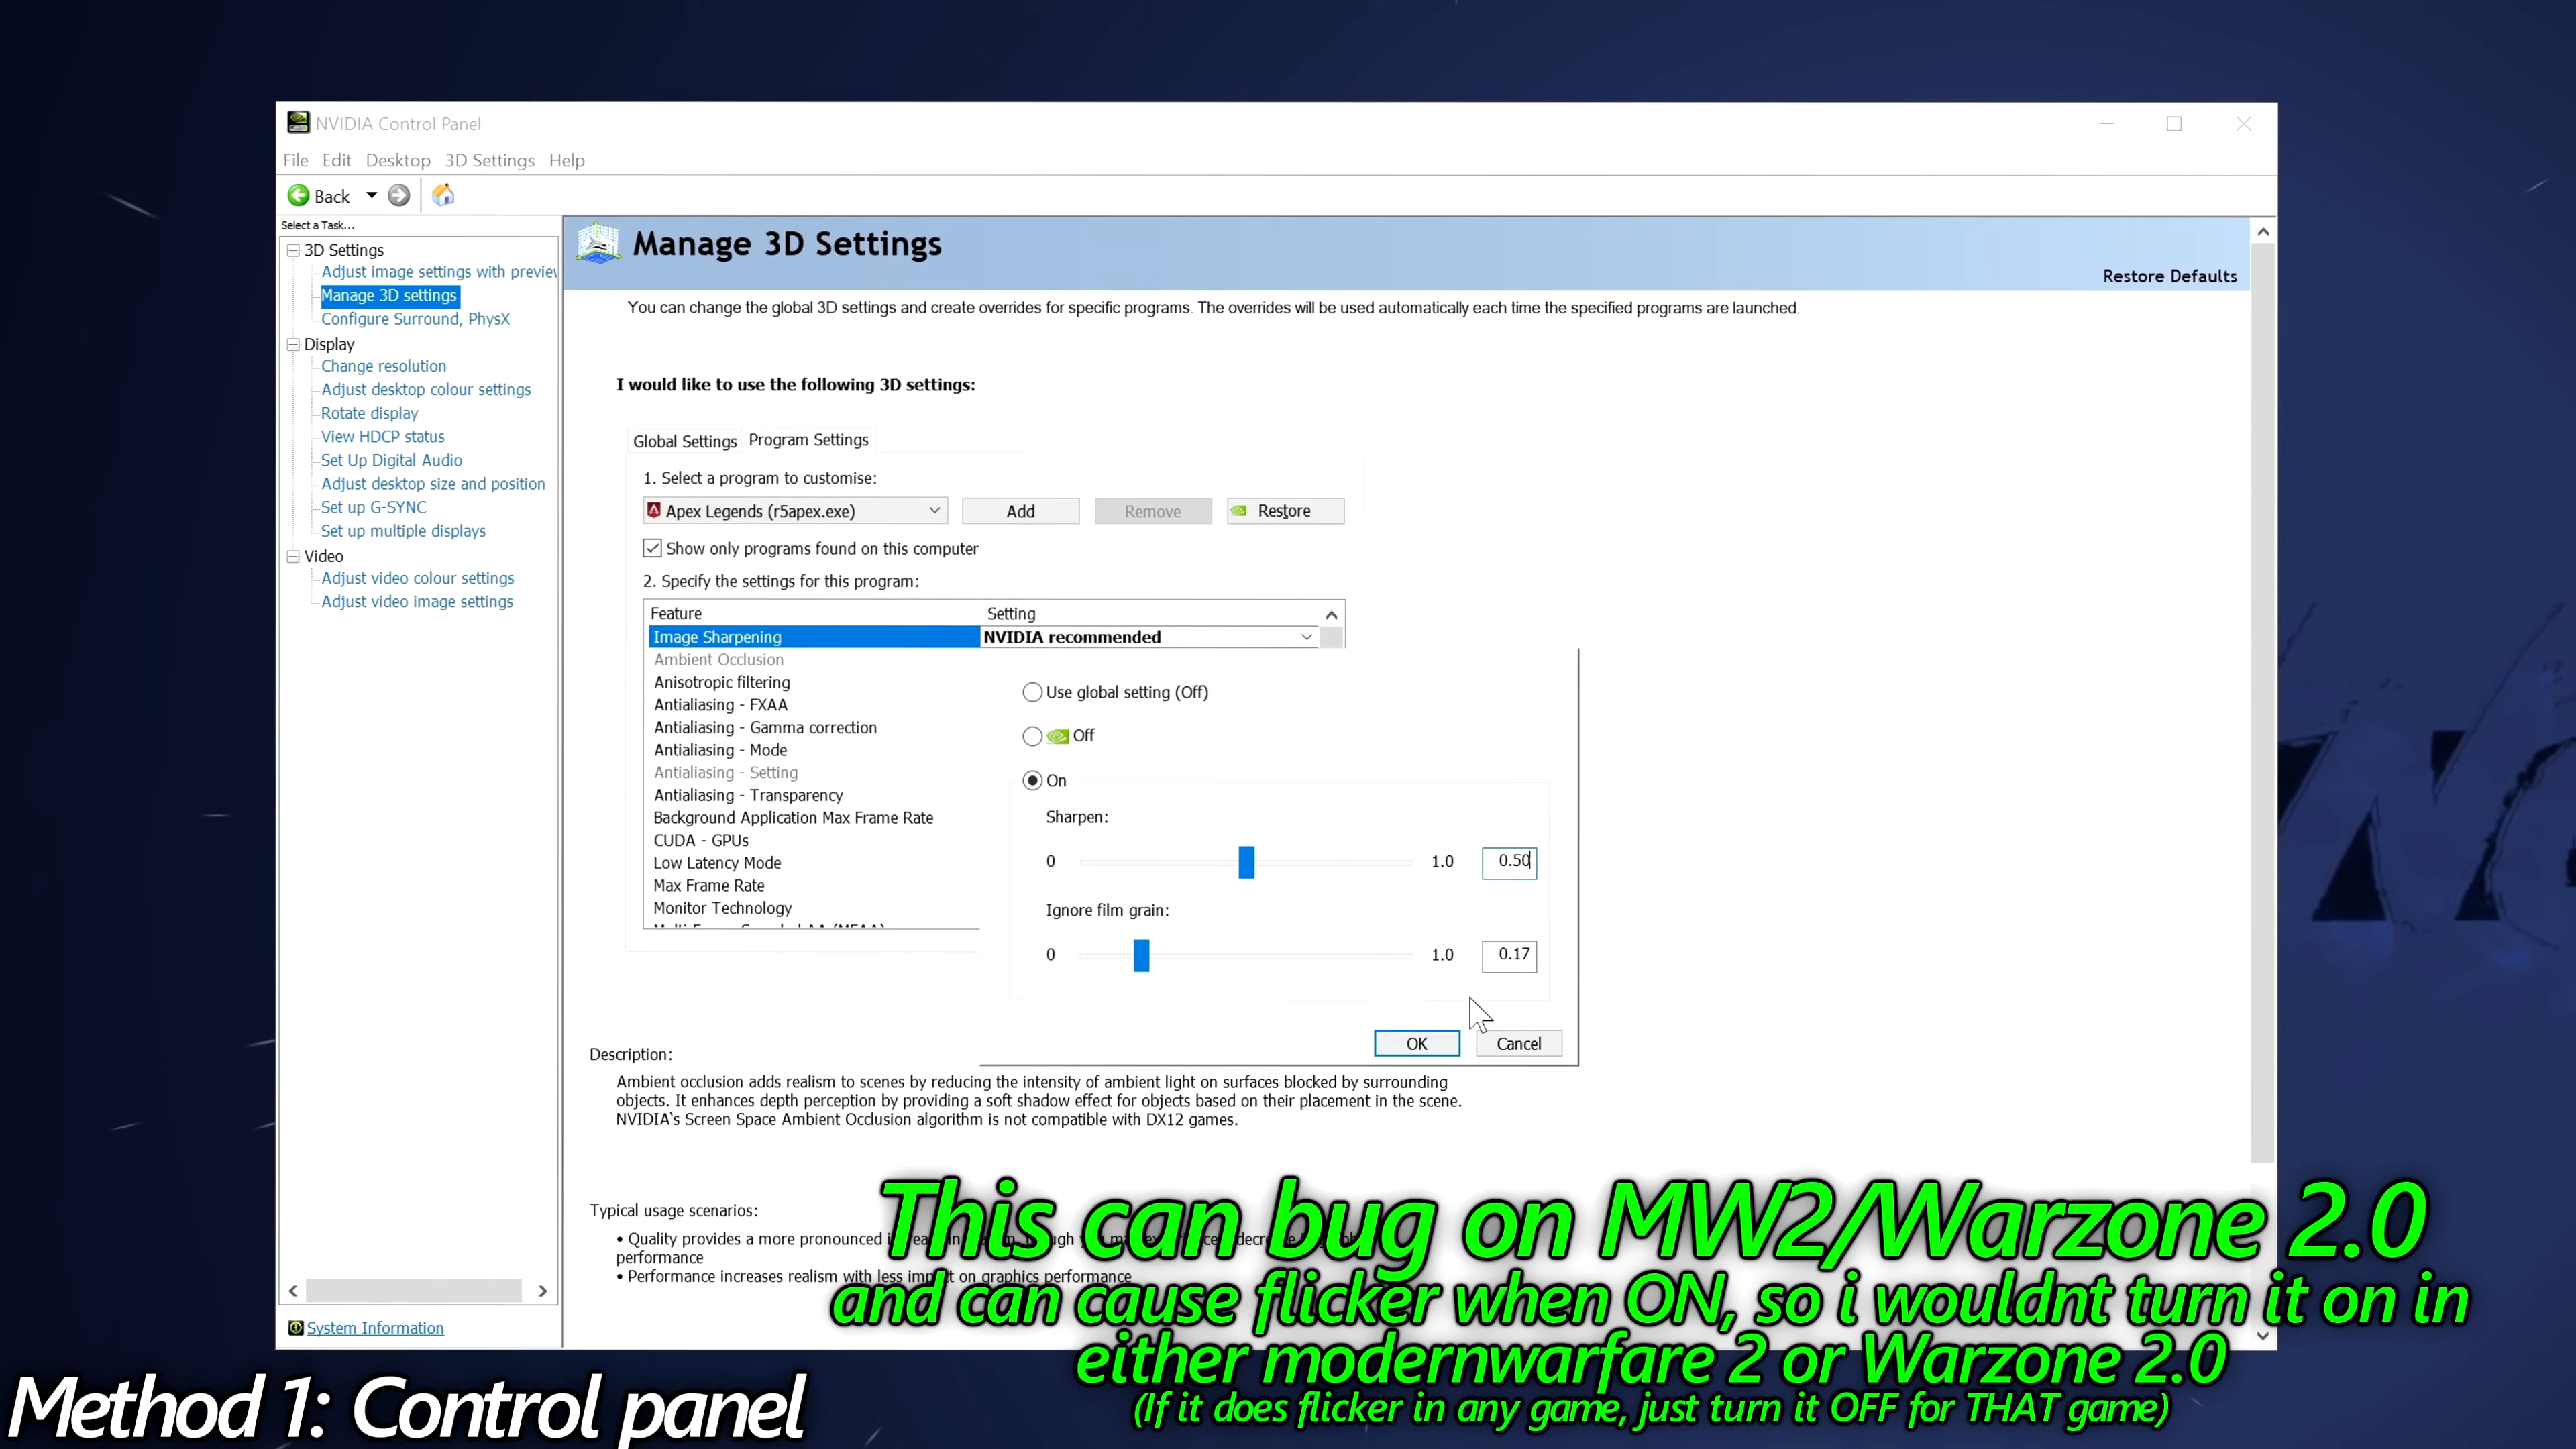 NVIDIA Control Panel
File Edit Desktop 3D Settings Help
Back
Select a Task...
3D Settings
Adjust image settings with preview
Manage 3D settings
Configure Surround, PhysX
Display
Change resolution
Adjust desktop colour settings
Rotate display
View HDCP status
Set Up Digital Audio
Adjust desktop size and position
Set up G-SYNC
Set up multiple displays
Video
Adjust video colour settings
Adjust video image settings
System Information
Manage 3D Settings
Restore Defaults
You can change the global 3D settings and create overrides for specific programs. The overrides will be used automatically each time the specified programs are launched.
I would like to use the following 3D settings:
Global Settings Program Settings
1. Select a program to customise:
Apex Legends (r5apex.exe) Add Remove Restore
Show only programs found on this computer
2. Specify the settings for this program:
Feature Setting
Image Sharpening NVIDIA recommended
Ambient Occlusion
Anisotropic filtering
Antialiasing - FXAA
Antialiasing - Gamma correction
Antialiasing - Mode
Antialiasing - Setting
Antialiasing - Transparency
Background Application Max Frame Rate
CUDA - GPUs
Low Latency Mode
Max Frame Rate
Monitor Technology
Use global setting (Off)
Off
On
Sharpen:
0 1.0 0.50
Ignore film grain:
0 1.0 0.17
OK Cancel
Description:
Ambient occlusion adds realism to scenes by reducing the intensity of ambient light on surfaces blocked by surrounding
objects. It enhances depth perception by providing a soft shadow effect for objects based on their placement in the scene.
NVIDIA's Screen Space Ambient Occlusion algorithm is not compatible with DX12 games.
Typical usage scenarios:
• Quality provides a more pronounced
performance
• Performance increases realism with less impact on graphics performance
This can bug on MW2/Warzone 2.0
and can cause flicker when ON, so i wouldnt turn it on in
either modernwarfare 2 or Warzone 2.0
(If it does flicker in any game, just turn it OFF for THAT game)
Method 1: Control panel